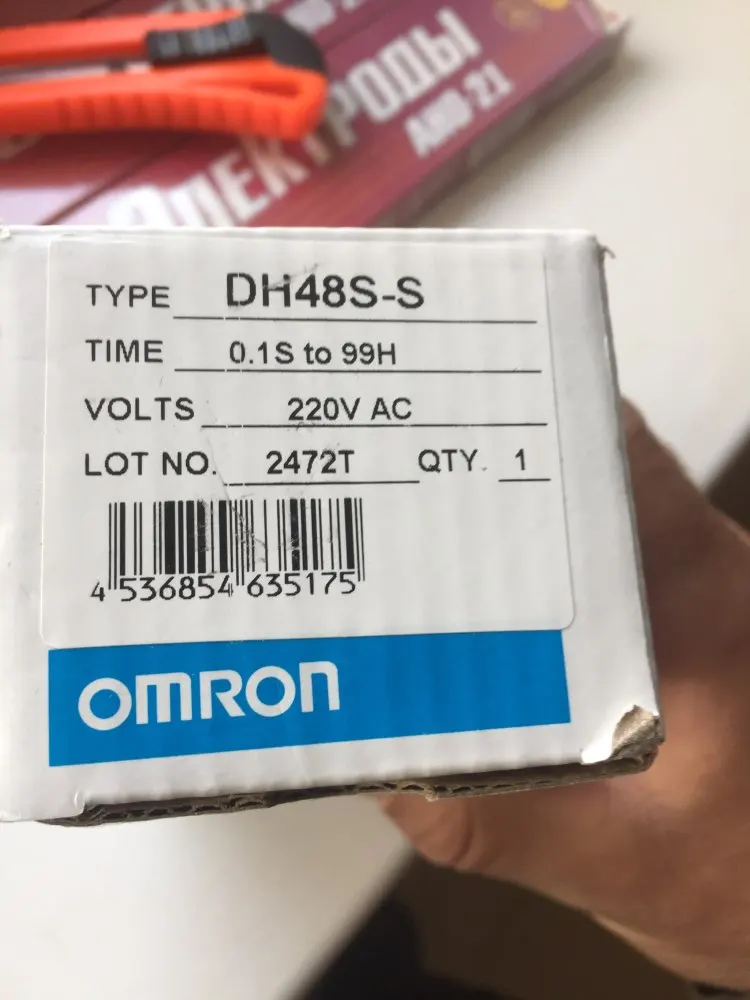 ЭЛЕКТРОДЫ
АНО-21
TYPE DH48S-S
TIME 0.1S to 99H
VOLTS 220V AC
LOT NO. 2472T QTY. 1
4 536854 635175
OMRON